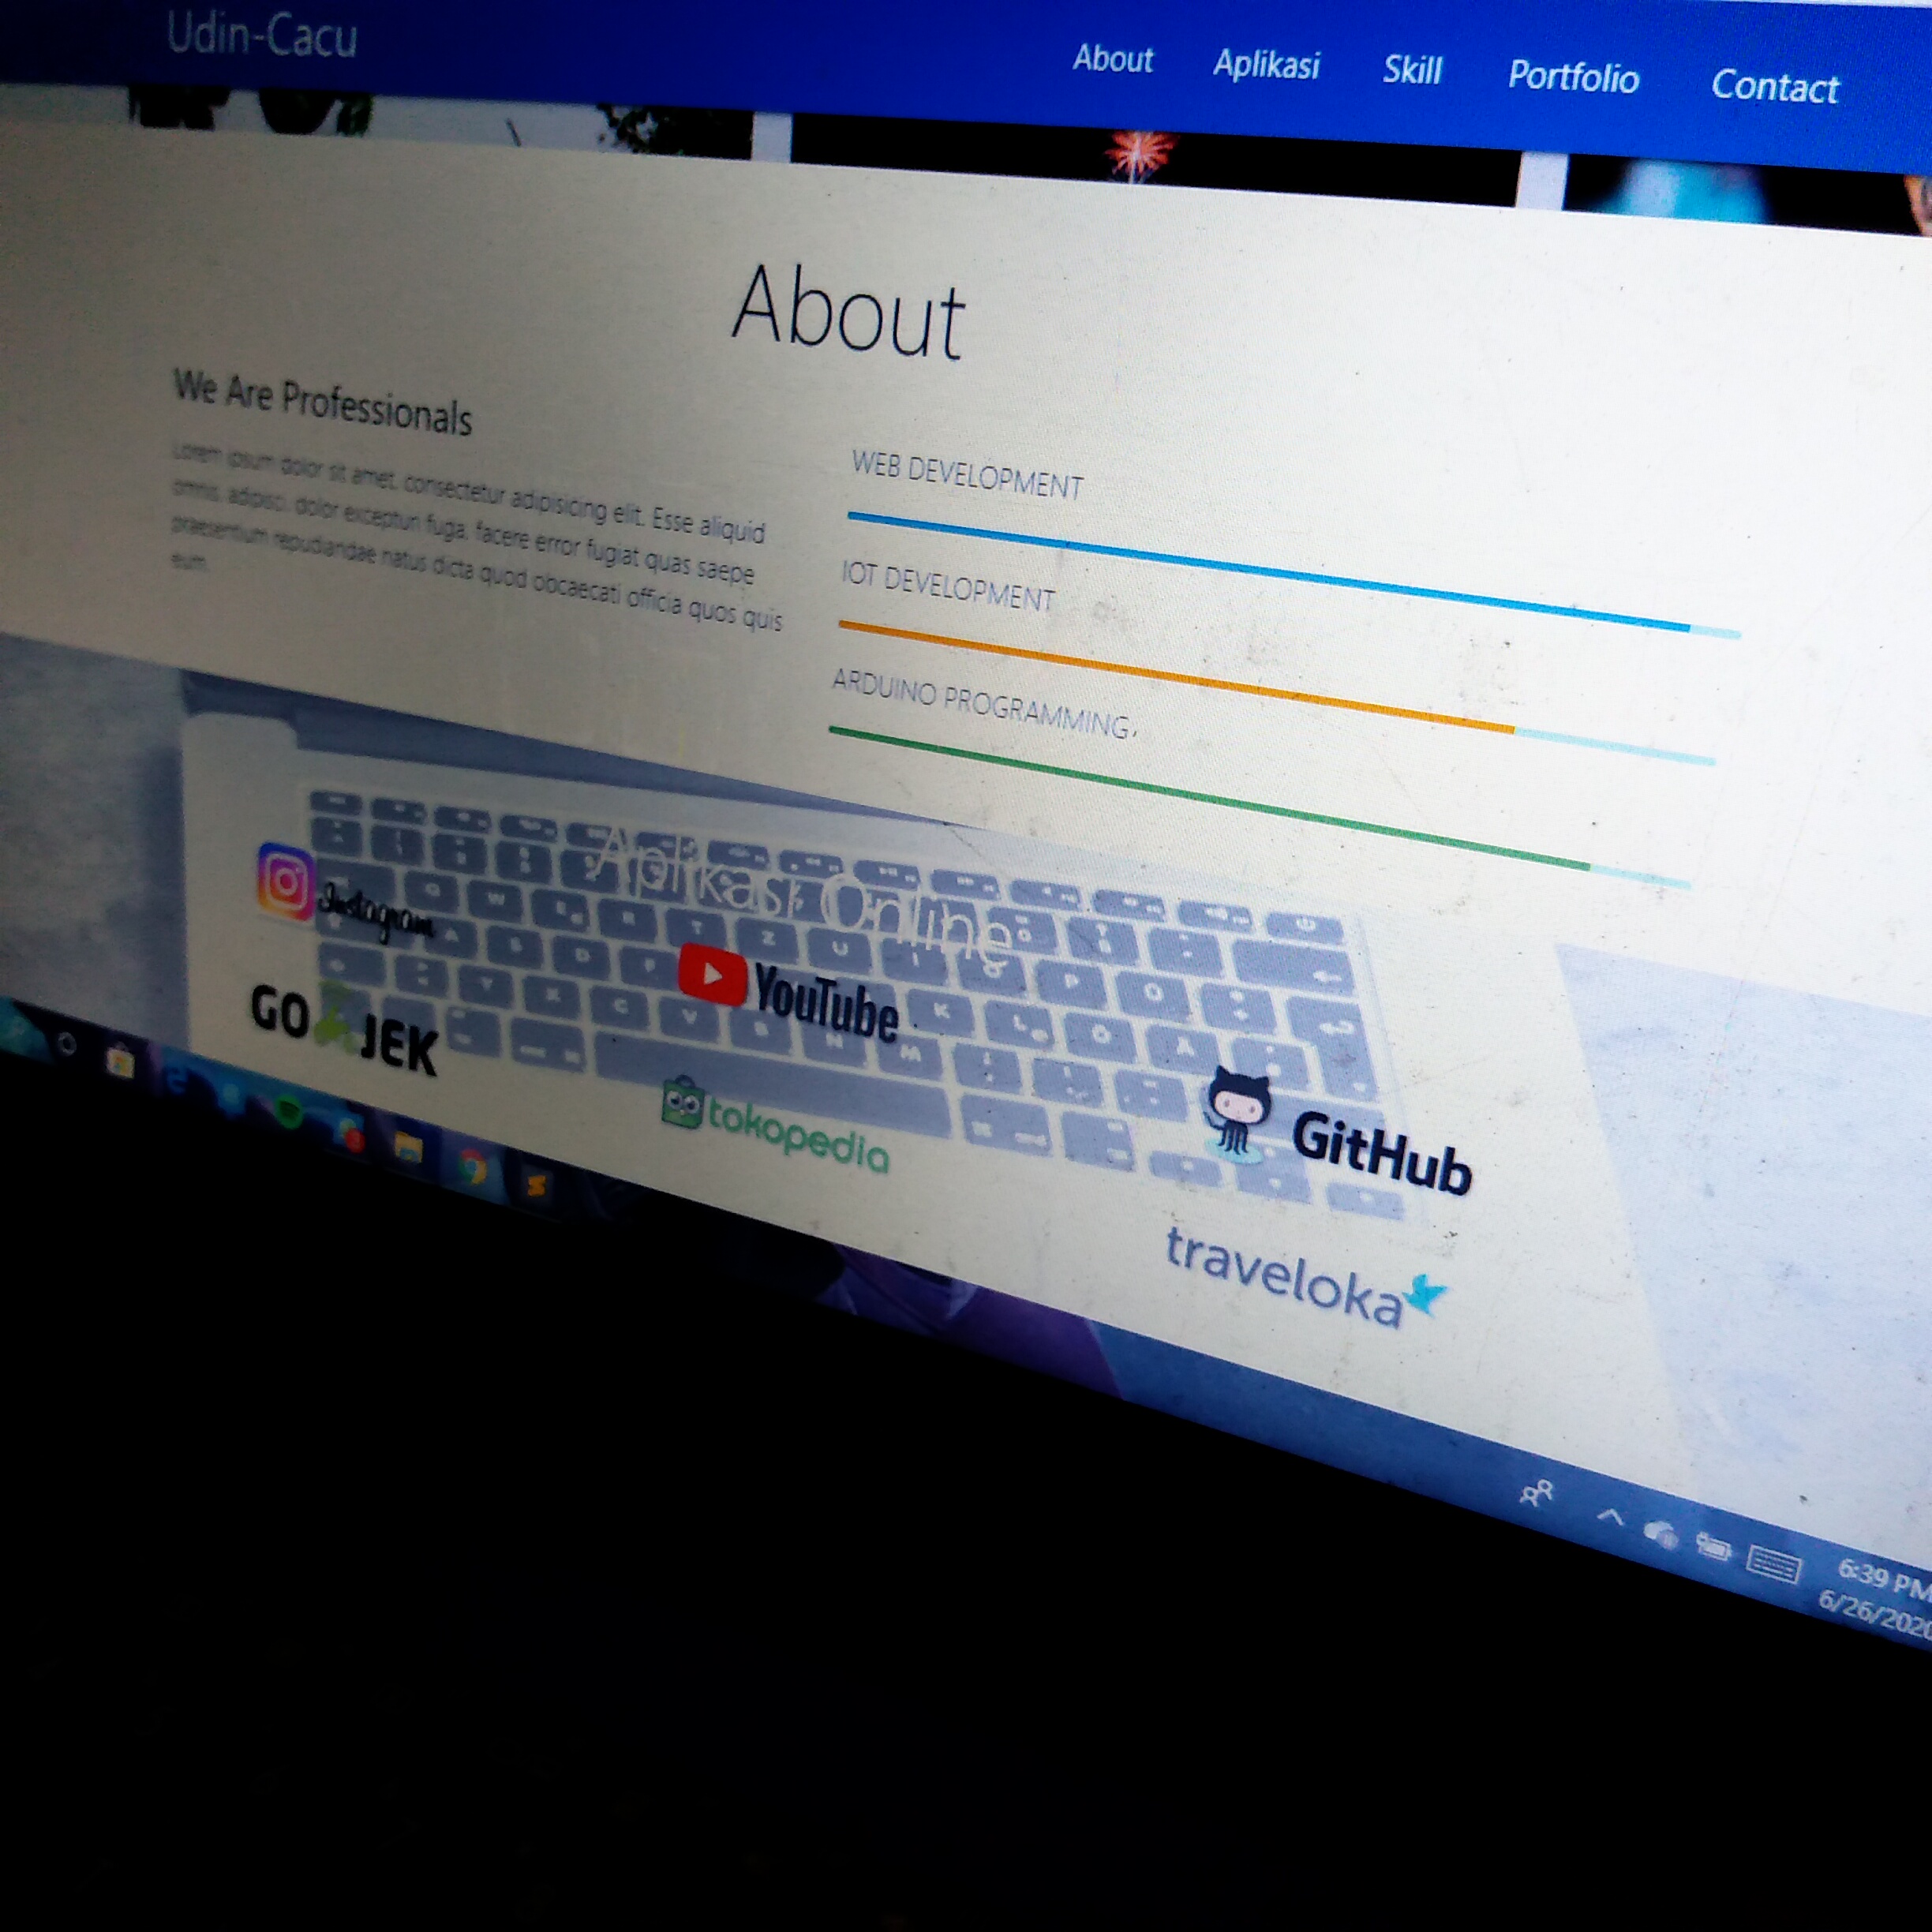 Udin-Cacu
About Aplikasi Skill Portfolio Contact
About
We Are Professionals
Lorem ipsum dolor sit amet, consectetur adipisicing elit. Esse aliquid
omnis, adipisci, dolor excepturi fuga, facere error fugiat quas saepe
praesentium repudiandae natus dicta quod obcaecati officia quos quis
eum.
WEB DEVELOPMENT
IOT DEVELOPMENT
ARDUINO PROGRAMMING,
Aplikasi Online
Instagram
YouTube
GitHub
GO JEK
tokopedia
traveloka
6:39 PM
6/26/2020